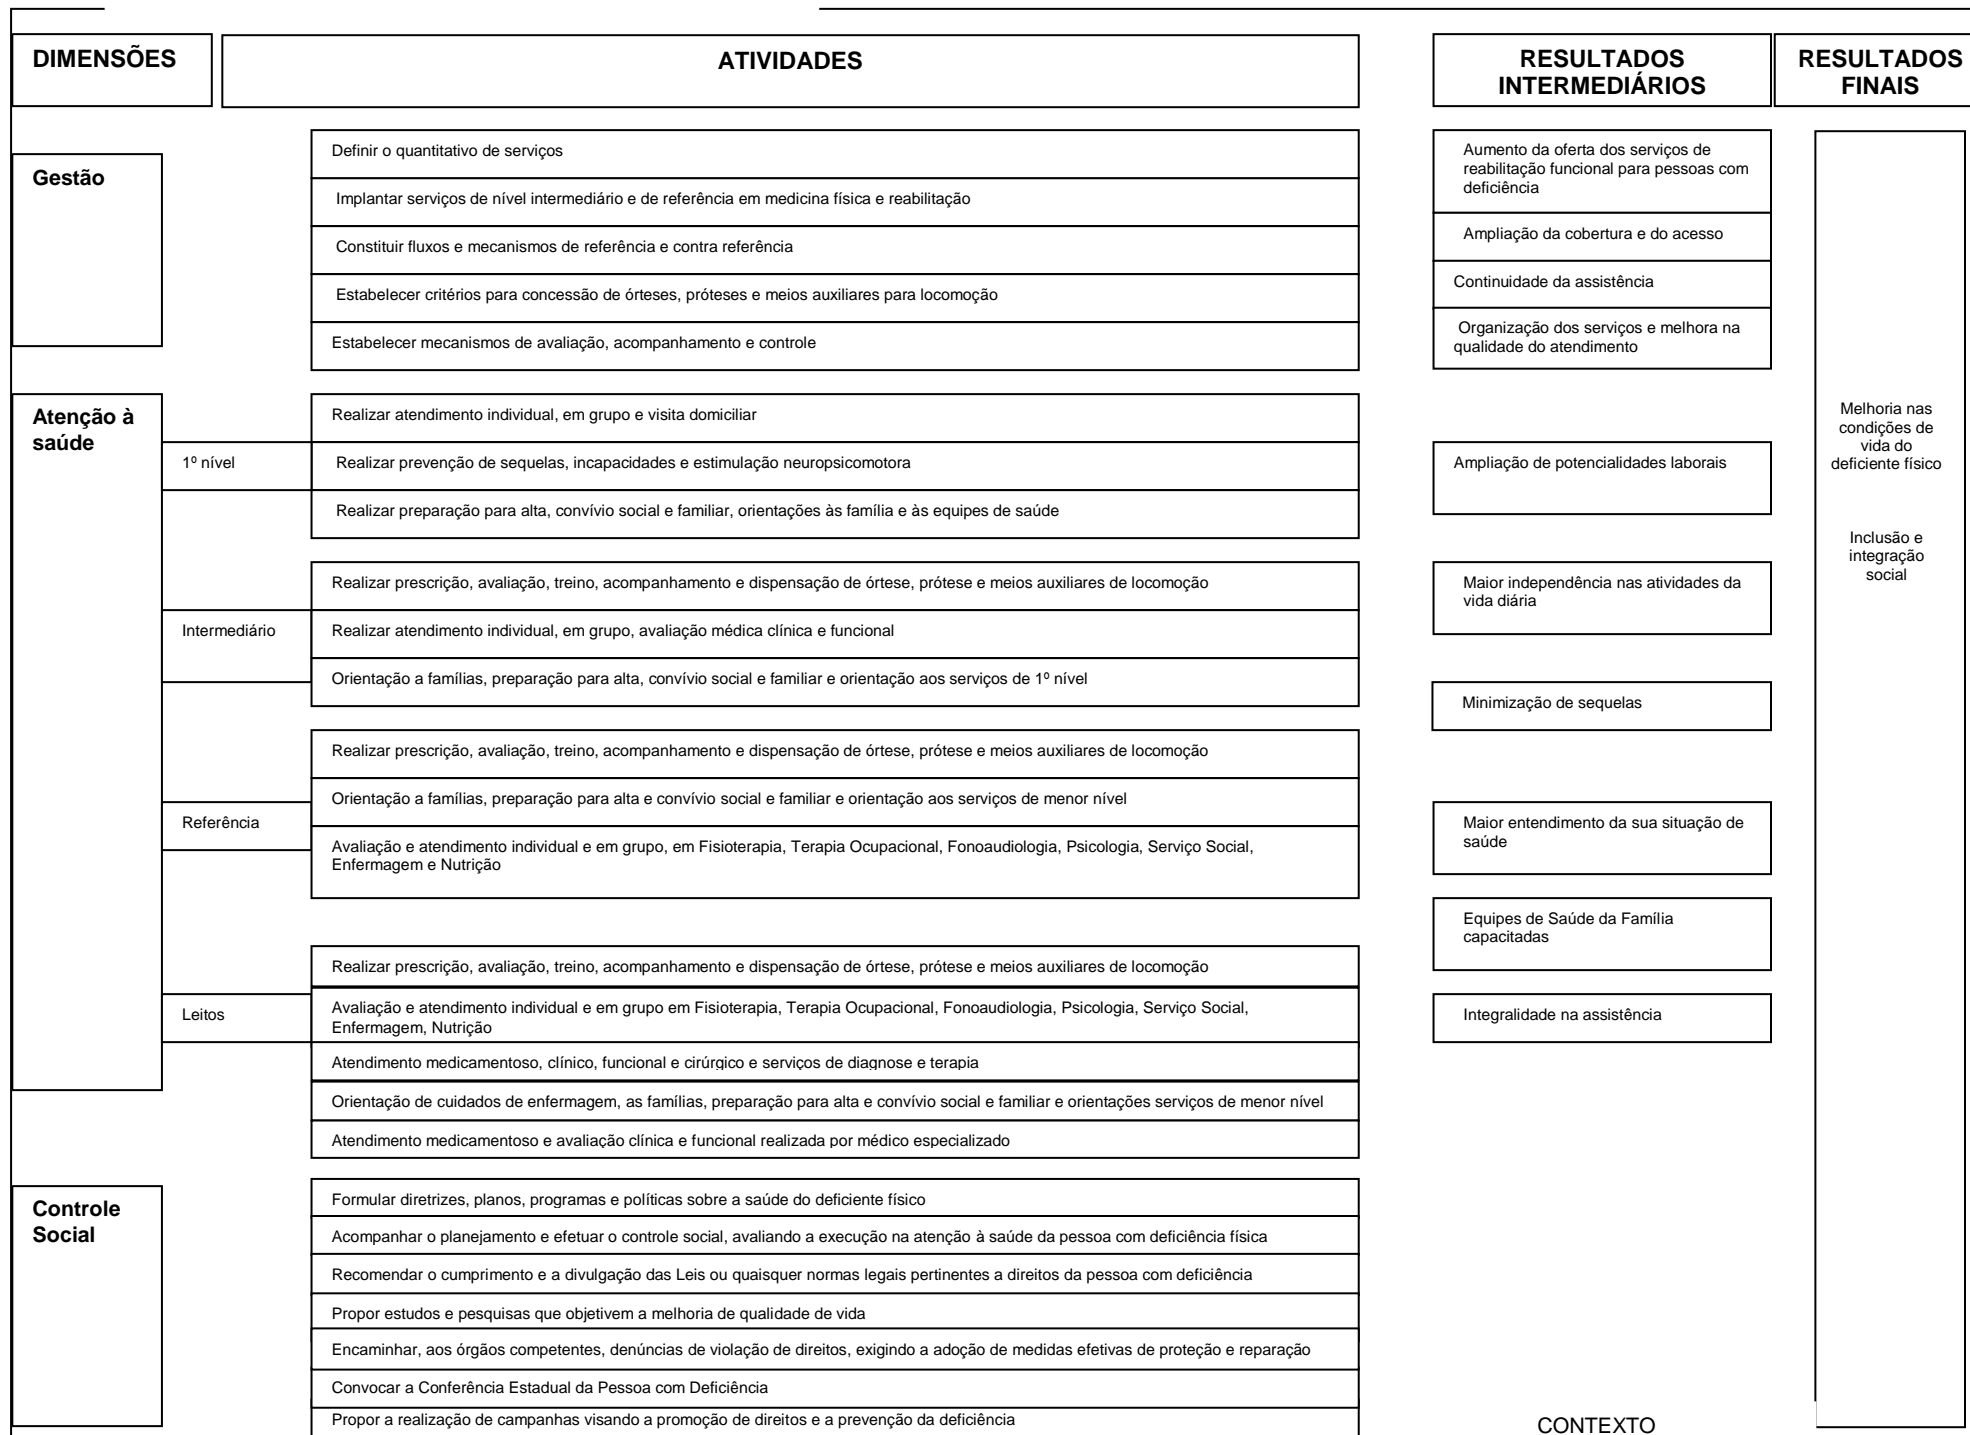 DIMENSÕES
ATIVIDADES
RESULTADOS
INTERMEDIÁRIOS
RESULTADOS
FINAIS
Gestão
Definir o quantitativo de serviços
Implantar serviços de nível intermediário e de referência em medicina física e reabilitação
Constituir fluxos e mecanismos de referência e contra referência
Estabelecer critérios para concessão de órteses, próteses e meios auxiliares para locomoção
Estabelecer mecanismos de avaliação, acompanhamento e controle
Aumento da oferta dos serviços de
reabilitação funcional para pessoas com
deficiência
Ampliação da cobertura e do acesso
Continuidade da assistência
Organização dos serviços e melhora na
qualidade do atendimento
Atenção à
saúde
1º nível
Realizar atendimento individual, em grupo e visita domiciliar
Realizar prevenção de sequelas, incapacidades e estimulação neuropsicomotora
Realizar preparação para alta, convívio social e familiar, orientações às família e às equipes de saúde
Ampliação de potencialidades laborais
Melhoria nas
condições de
vida do
deficiente físico
Inclusão e
integração
social
Intermediário
Realizar prescrição, avaliação, treino, acompanhamento e dispensação de órtese, prótese e meios auxiliares de locomoção
Realizar atendimento individual, em grupo, avaliação médica clínica e funcional
Orientação a famílias, preparação para alta, convívio social e familiar e orientação aos serviços de 1º nível
Maior independência nas atividades da
vida diária
Minimização de sequelas
Referência
Realizar prescrição, avaliação, treino, acompanhamento e dispensação de órtese, prótese e meios auxiliares de locomoção
Orientação a famílias, preparação para alta e convívio social e familiar e orientação aos serviços de menor nível
Avaliação e atendimento individual e em grupo, em Fisioterapia, Terapia Ocupacional, Fonoaudiologia, Psicologia, Serviço Social,
Enfermagem e Nutrição
Maior entendimento da sua situação de
saúde
Equipes de Saúde da Família
capacitadas
Leitos
Realizar prescrição, avaliação, treino, acompanhamento e dispensação de órtese, prótese e meios auxiliares de locomoção
Avaliação e atendimento individual e em grupo em Fisioterapia, Terapia Ocupacional, Fonoaudiologia, Psicologia, Serviço Social,
Enfermagem, Nutrição
Atendimento medicamentoso, clínico, funcional e cirúrgico e serviços de diagnose e terapia
Orientação de cuidados de enfermagem, as famílias, preparação para alta e convívio social e familiar e orientações serviços de menor nível
Atendimento medicamentoso e avaliação clínica e funcional realizada por médico especializado
Integralidade na assistência
Controle
Social
Formular diretrizes, planos, programas e políticas sobre a saúde do deficiente físico
Acompanhar o planejamento e efetuar o controle social, avaliando a execução na atenção à saúde da pessoa com deficiência física
Recomendar o cumprimento e a divulgação das Leis ou quaisquer normas legais pertinentes a direitos da pessoa com deficiência
Propor estudos e pesquisas que objetivem a melhoria de qualidade de vida
Encaminhar, aos órgãos competentes, denúncias de violação de direitos, exigindo a adoção de medidas efetivas de proteção e reparação
Convocar a Conferência Estadual da Pessoa com Deficiência
Propor a realização de campanhas visando a promoção de direitos e a prevenção da deficiência
CONTEXTO